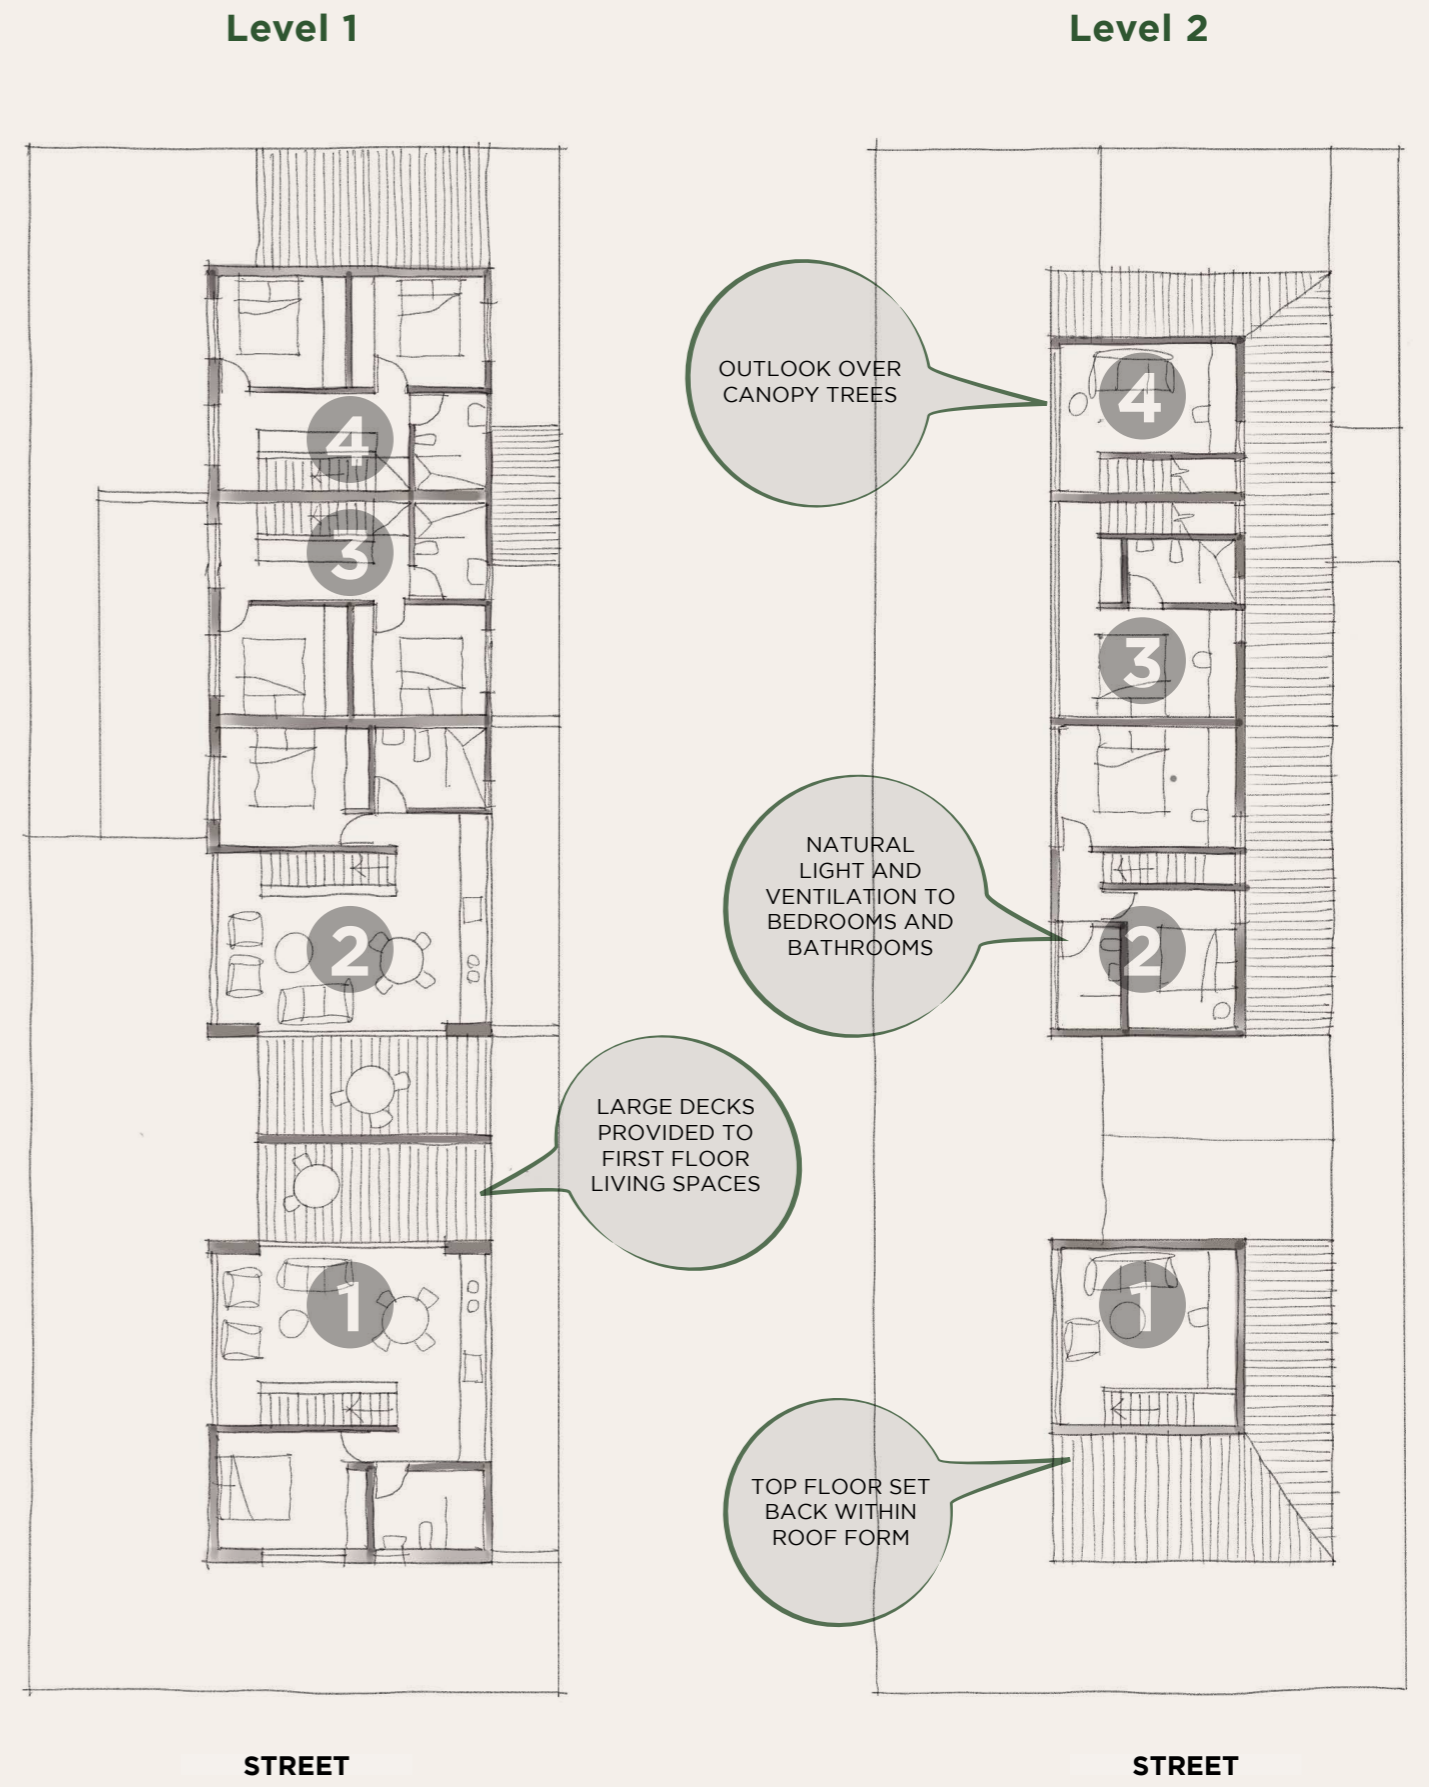 Level 1
Level 2
OUTLOOK OVER
CANOPY TREES
4
4
3
3
NATURAL
LIGHT AND
VENTILATION TO
BEDROOMS AND
BATHROOMS
2
2
LARGE DECKS
PROVIDED TO
FIRST FLOOR
LIVING SPACES
1
1
TOP FLOOR SET
BACK WITHIN
ROOF FORM
STREET
STREET